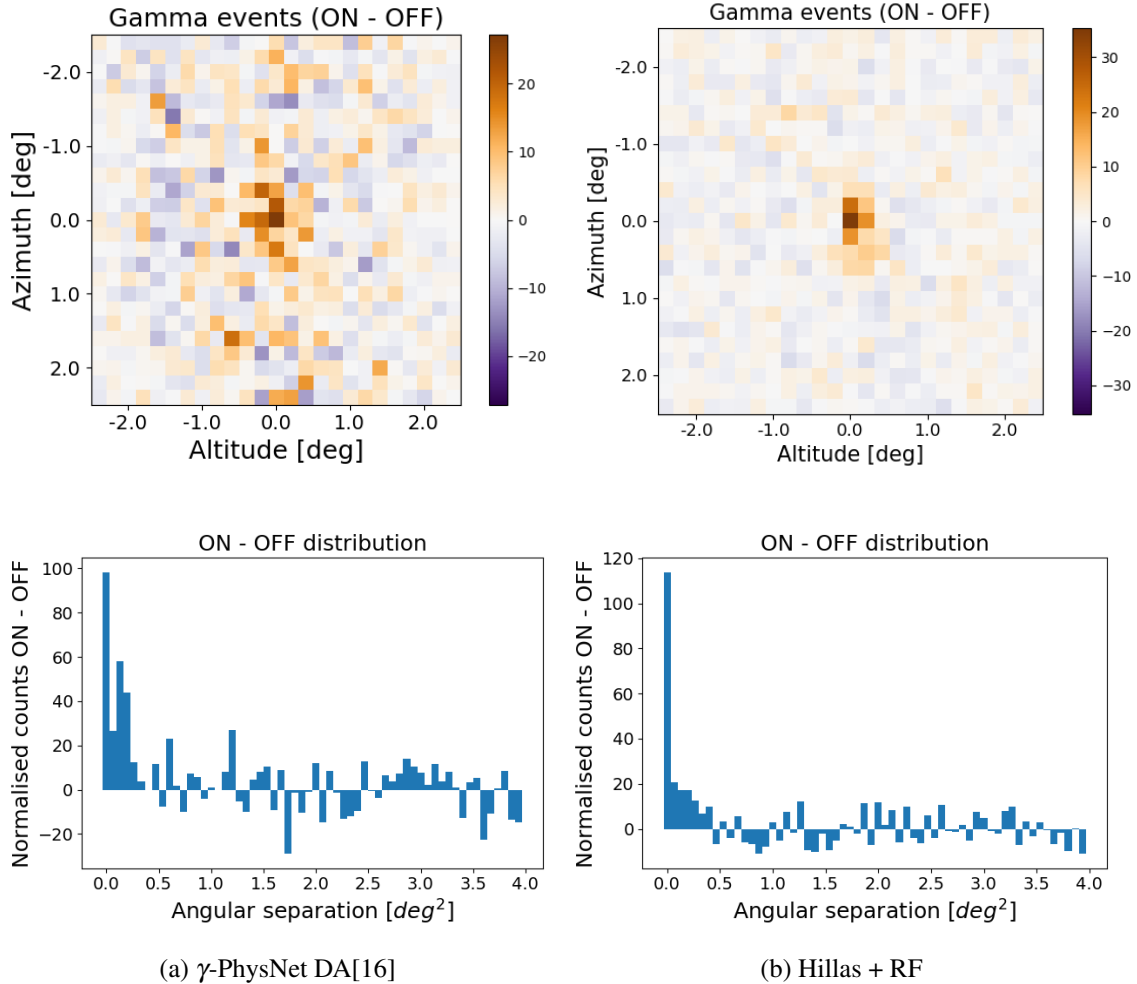 Gamma events (ON - OFF)
-2.0
-1.0
0.0
1.0
2.0
Azimuth [deg]
-2.0 -1.0 0.0 1.0 2.0
Altitude [deg]
20
10
0
−10
−20
Gamma events (ON - OFF)
-2.0
-1.0
0.0
1.0
2.0
Azimuth [deg]
-2.0 -1.0 0.0 1.0 2.0
Altitude [deg]
30
20
10
0
−10
−20
−30
ON - OFF distribution
100
80
60
40
20
0
−20
Normalised counts ON - OFF
0.0 0.5 1.0 1.5 2.0 2.5 3.0 3.5 4.0
Angular separation [deg²]
(a) γ-PhysNet DA[16]
ON - OFF distribution
120
100
80
60
40
20
0
Normalised counts ON - OFF
0.0 0.5 1.0 1.5 2.0 2.5 3.0 3.5 4.0
Angular separation [deg²]
(b) Hillas + RF